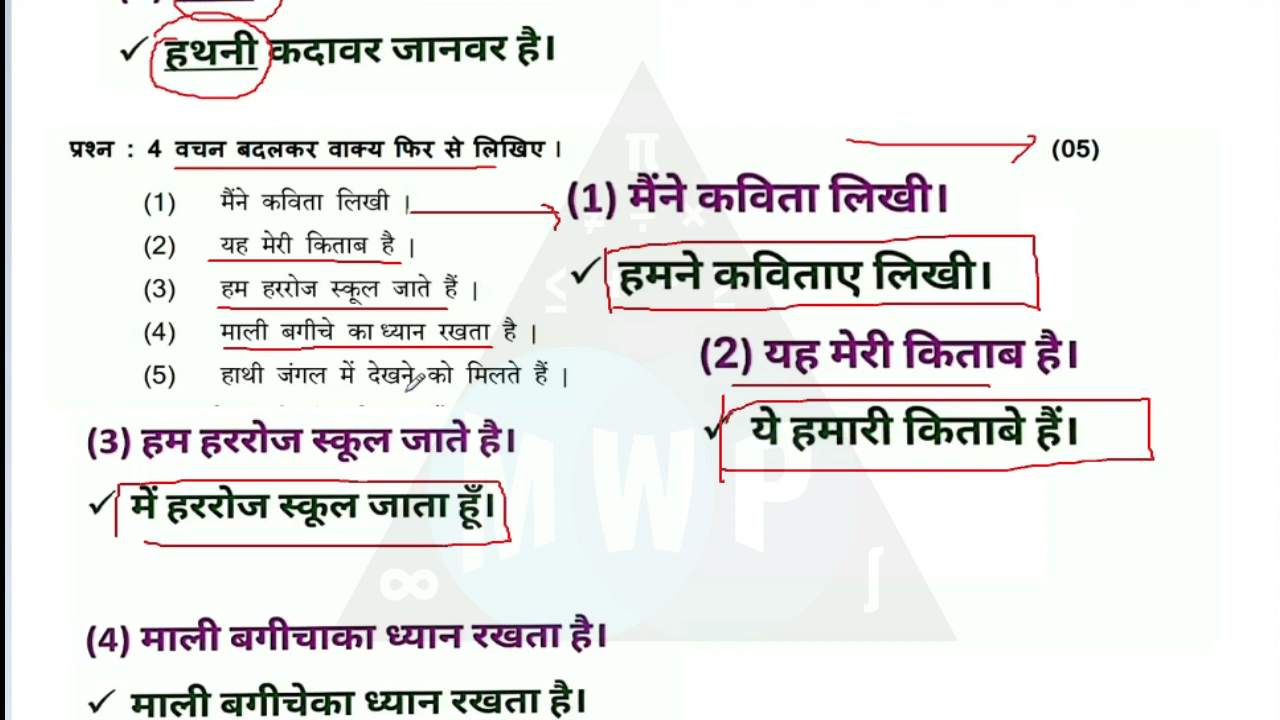 ✓ हथनी कदावर जानवर है।
प्रश्न : 4 वचन बदलकर वाक्य फिर से लिखिए । (05)
(1) मैंने कविता लिखी ।
(2) यह मेरी किताब है ।
(3) हम हररोज स्कूल जाते हैं ।
(4) माली बगीचे का ध्यान रखता है ।
(5) हाथी जंगल में देखने को मिलते हैं ।
(1) मैंने कविता लिखी।
✓ हमने कविताए लिखी।
(2) यह मेरी किताब है।
✓ ये हमारी किताबे हैं।
(3) हम हररोज स्कूल जाते है।
✓ में हररोज स्कूल जाता हूँ।
(4) माली बगीचाका ध्यान रखता है।
✓ माली बगीचेका ध्यान रखता है।
MWP